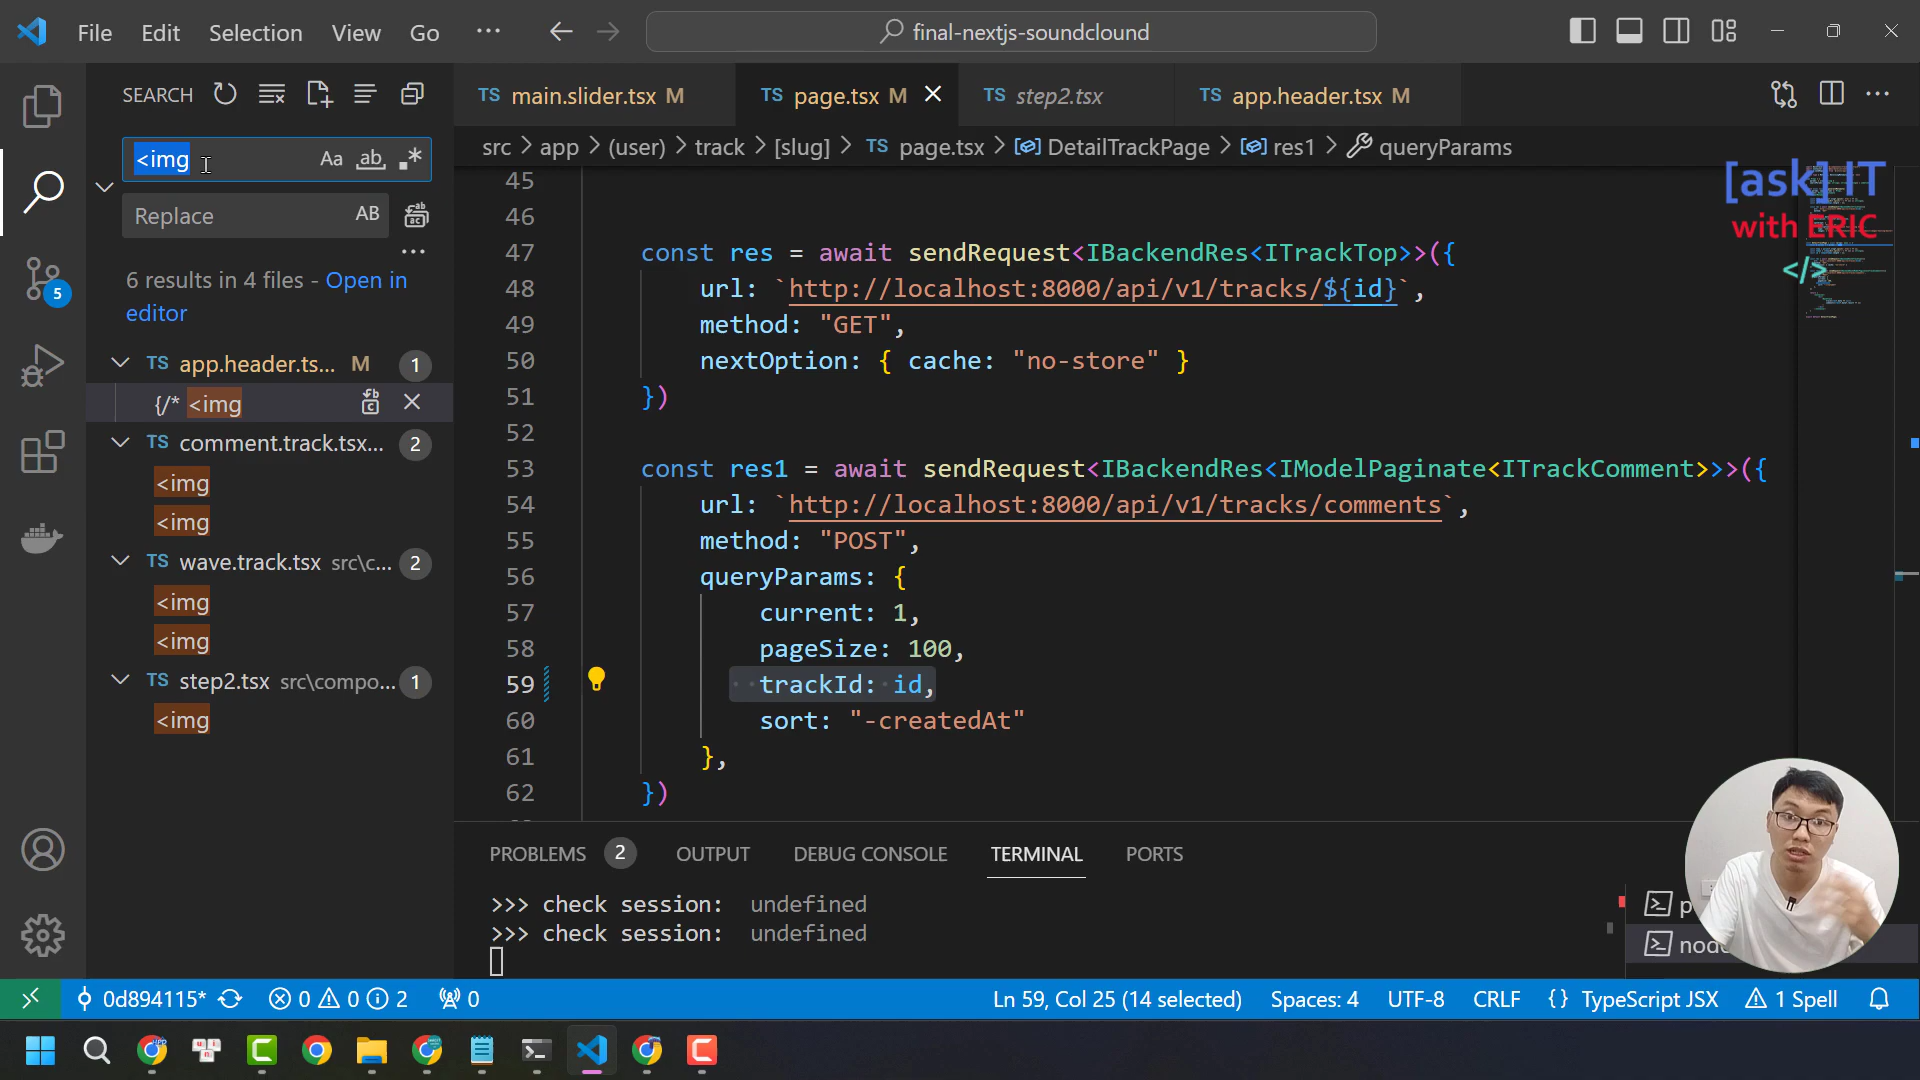 File Edit Selection View Go ··· final-nextjs-soundclound
SEARCH
<img Aa ab .*
Replace AB
···
6 results in 4 files - Open in
editor
TS app.header.ts... M 1
{/* <img
TS comment.track.tsx... 2
<img
<img
TS wave.track.tsx src\c... 2
<img
<img
TS step2.tsx src\compo... 1
<img
5
TS main.slider.tsx M TS page.tsx M TS step2.tsx TS app.header.tsx M
src > app > (user) > track > [slug] > TS page.tsx > DetailTrackPage > res1 > queryParams
45
46
47 const res = await sendRequest<IBackendRes<ITrackTop>>({
48 url: `http://localhost:8000/api/v1/tracks/${id}`,
49 method: "GET",
50 nextOption: { cache: "no-store" }
51 })
52
53 const res1 = await sendRequest<IBackendRes<IModelPaginate<ITrackComment>>>({
54 url: `http://localhost:8000/api/v1/tracks/comments`,
55 method: "POST",
56 queryParams: {
57 current: 1,
58 pageSize: 100,
59 trackId: id,
60 sort: "-createdAt"
61 },
62 })
[ask] IT
with ERIC
</>
PROBLEMS 2 OUTPUT DEBUG CONSOLE TERMINAL PORTS
>>> check session: undefined
>>> check session: undefined
0d894115* 0 0 2 0 Ln 59, Col 25 (14 selected) Spaces: 4 UTF-8 CRLF {} TypeScript JSX 1 Spell